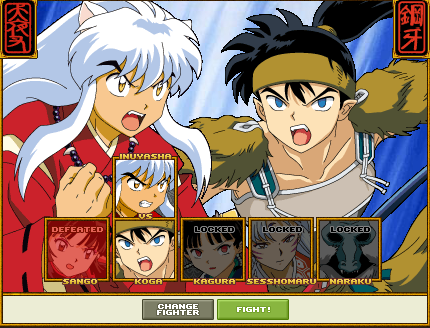 犬夜叉
鋼牙
INUYASHA
VS
DEFEATED
LOCKED
LOCKED
LOCKED
SANGO
KOGA
KAGURA
SESSHOMARU
NARAKU
CHANGE
FIGHTER
FIGHT!